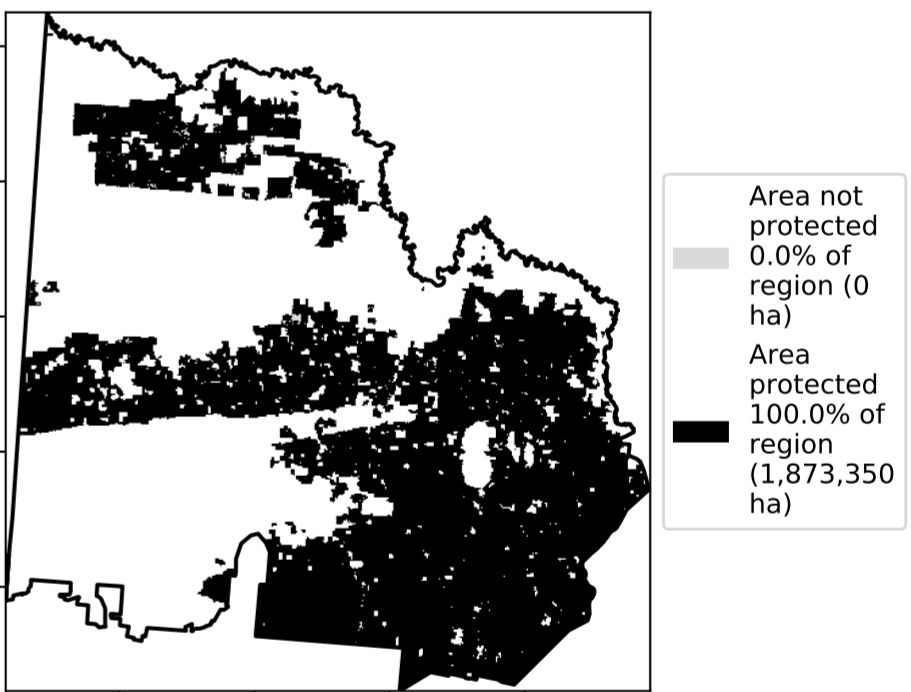 Area not
protected
0.0% of
region (0
ha)
Area
protected
100.0% of
region
(1,873,350
ha)